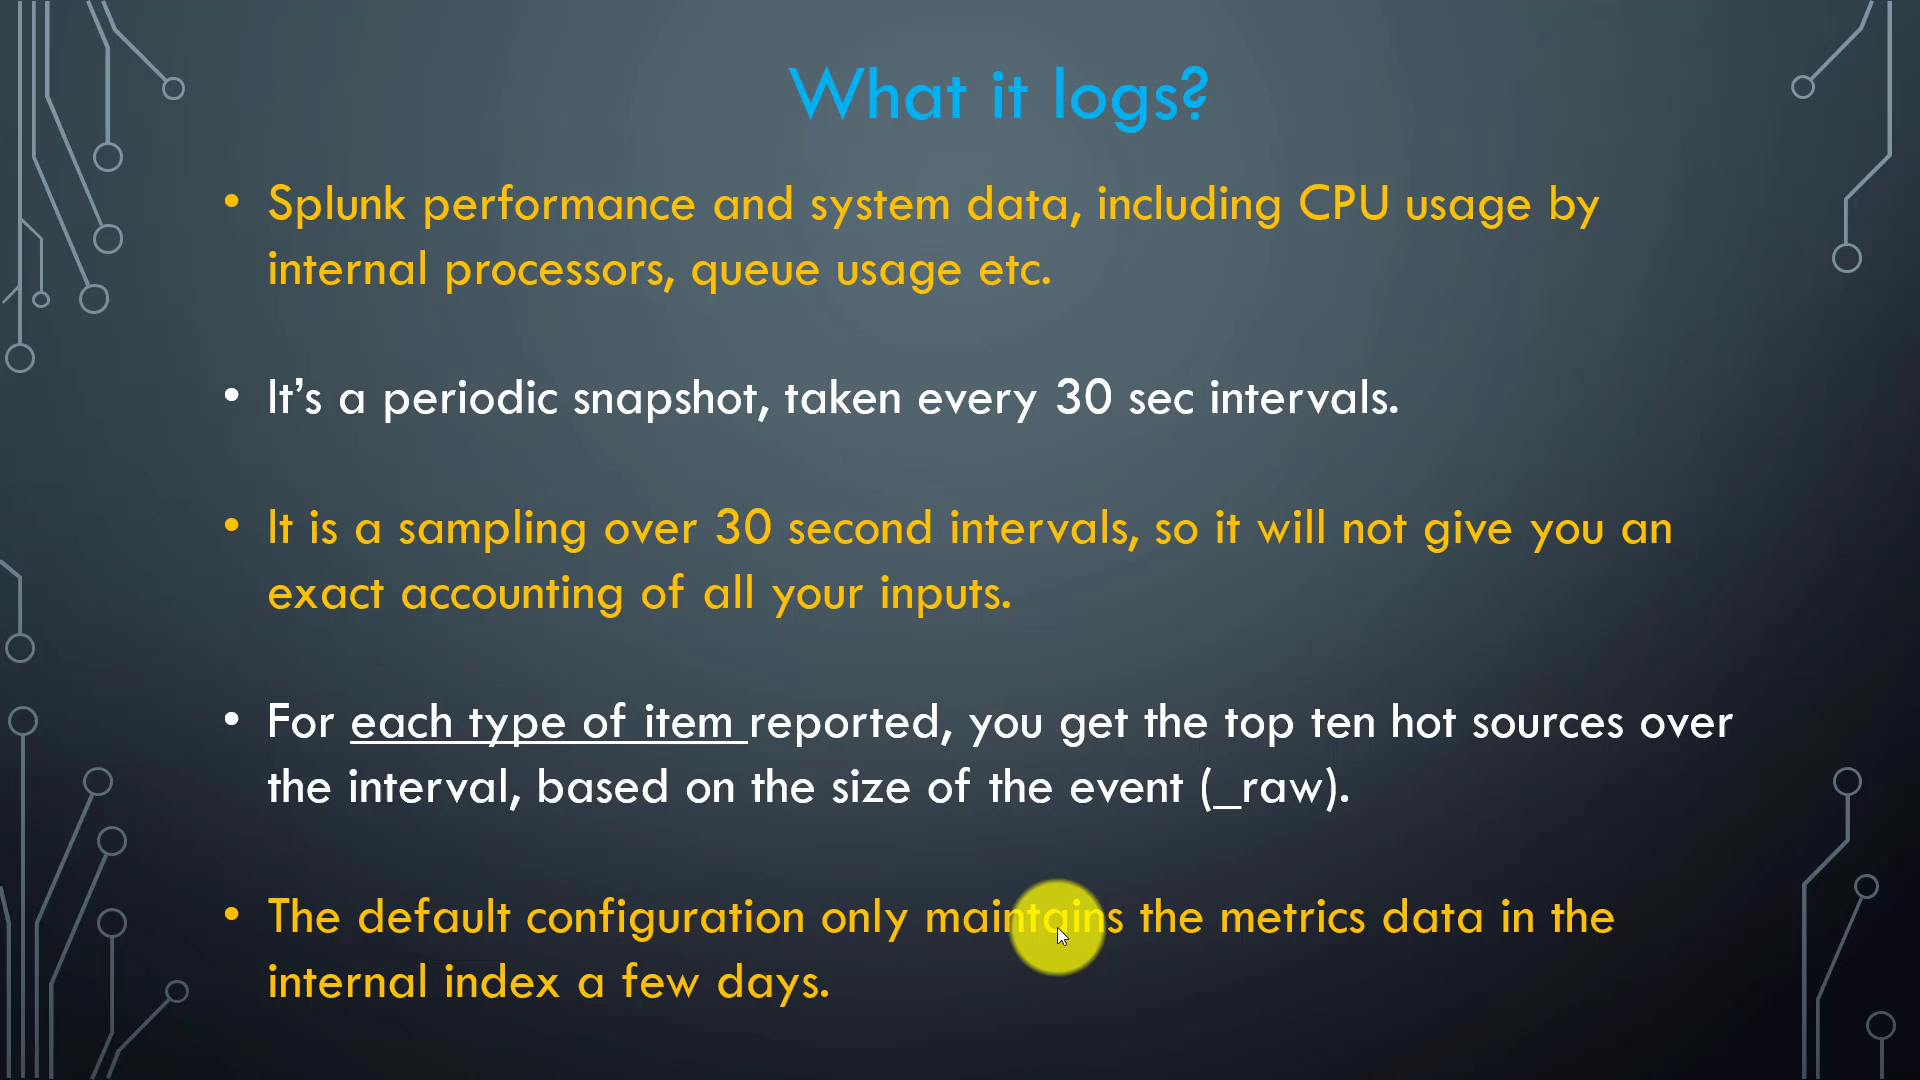 What it logs?
• Splunk performance and system data, including CPU usage by
internal processors, queue usage etc.
• It’s a periodic snapshot, taken every 30 sec intervals.
• It is a sampling over 30 second intervals, so it will not give you an
exact accounting of all your inputs.
• For each type of item reported, you get the top ten hot sources over
the interval, based on the size of the event (_raw).
• The default configuration only maintains the metrics data in the
internal index a few days.